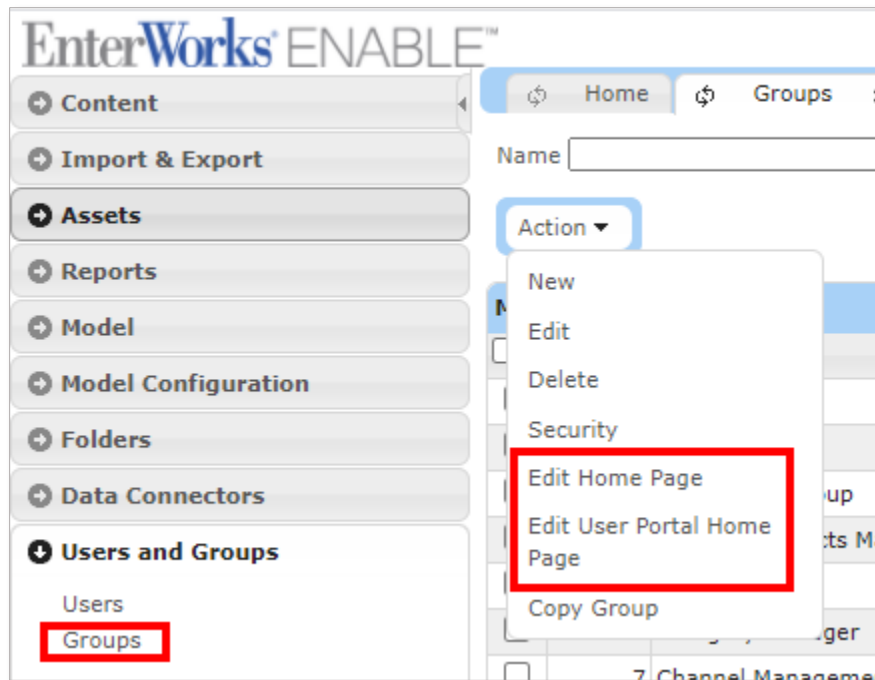 EnterWorks ENABLE™
Content
Import & Export
Assets
Reports
Model
Model Configuration
Folders
Data Connectors
Users and Groups
Users
Groups
Home Groups
Name
Action
New
Edit
Delete
Security
Edit Home Page
Edit User Portal Home
Page
Copy Group
7 Channel